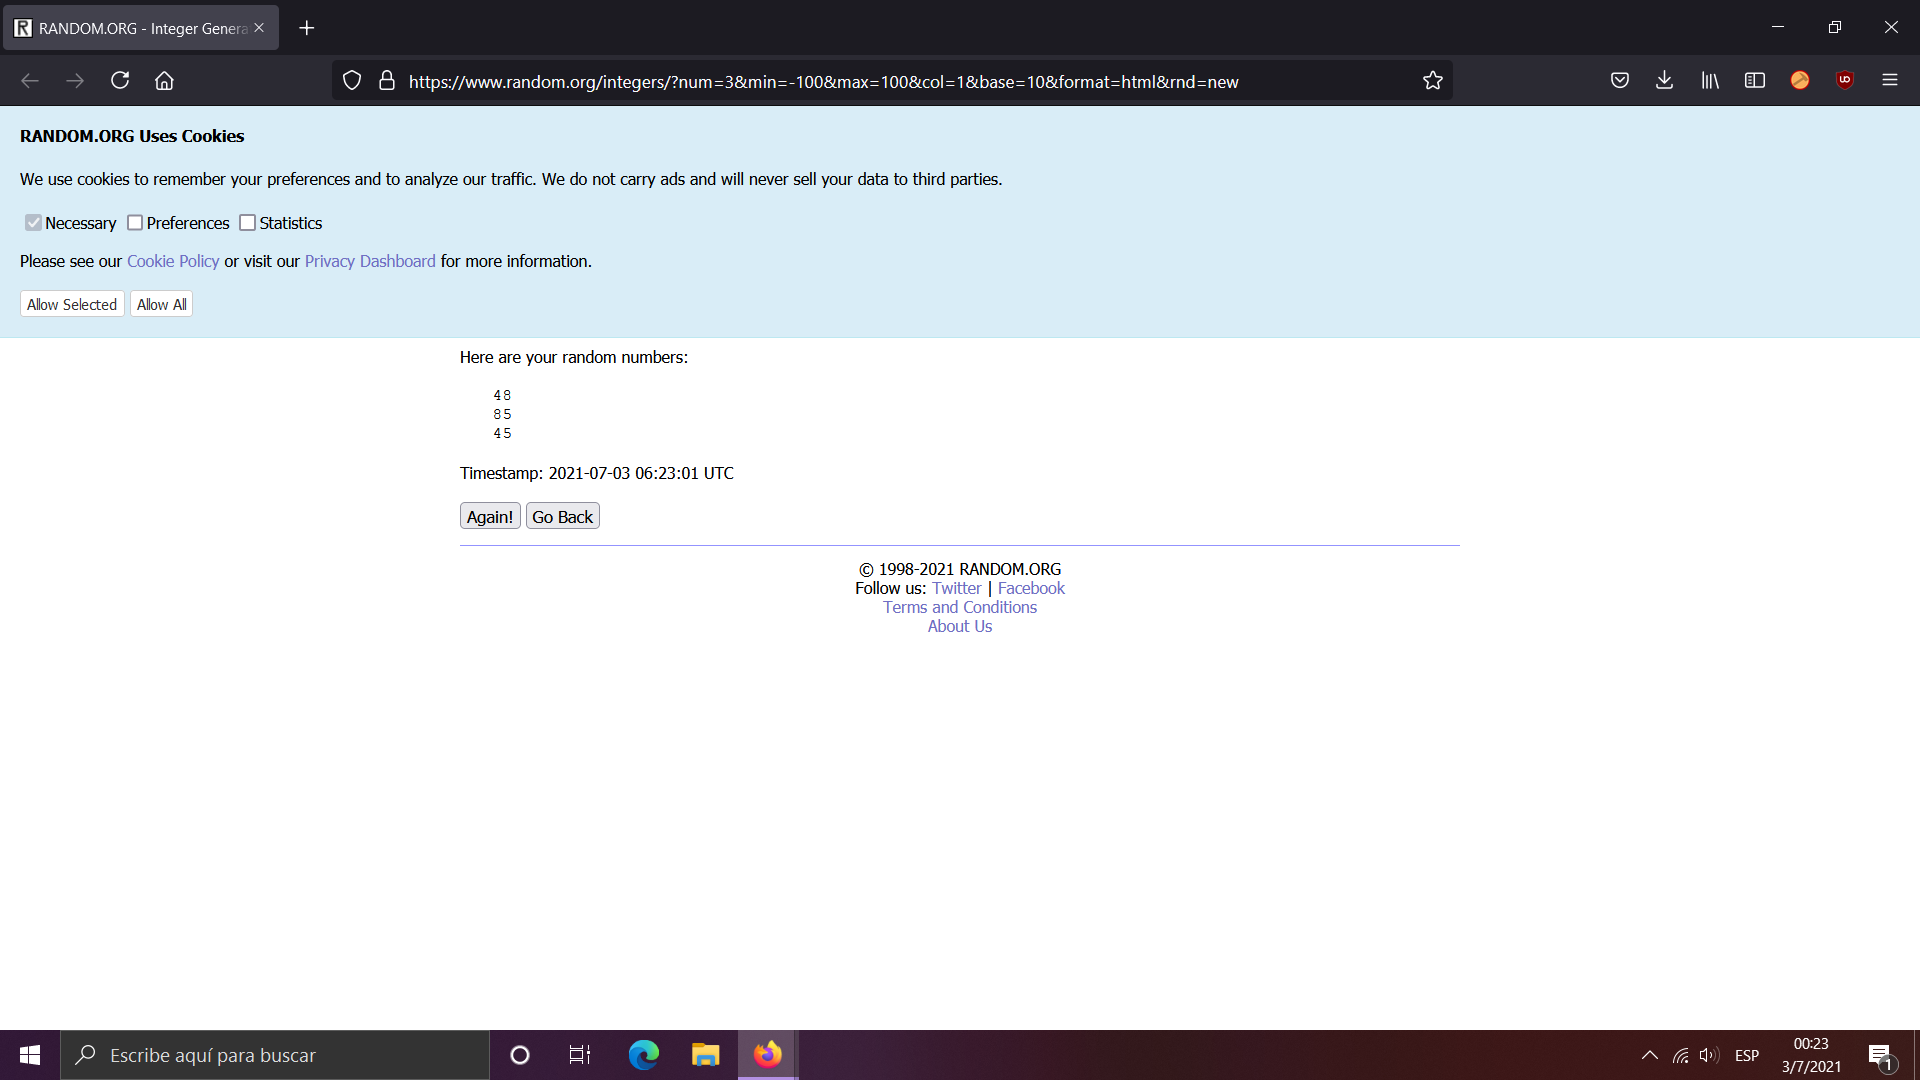 RANDOM.ORG - Integer Genera
https://www.random.org/integers/?num=3&min=-100&max=100&col=1&base=10&format=html&rnd=new
RANDOM.ORG Uses Cookies
We use cookies to remember your preferences and to analyze our traffic. We do not carry ads and will never sell your data to third parties.
Necessary Preferences Statistics
Please see our Cookie Policy or visit our Privacy Dashboard for more information.
Allow Selected Allow All
Here are your random numbers:
48
85
45
Timestamp: 2021-07-03 06:23:01 UTC
Again! Go Back
© 1998-2021 RANDOM.ORG
Follow us: Twitter | Facebook
Terms and Conditions
About Us
Escribe aquí para buscar
ESP
00:23
3/7/2021
1